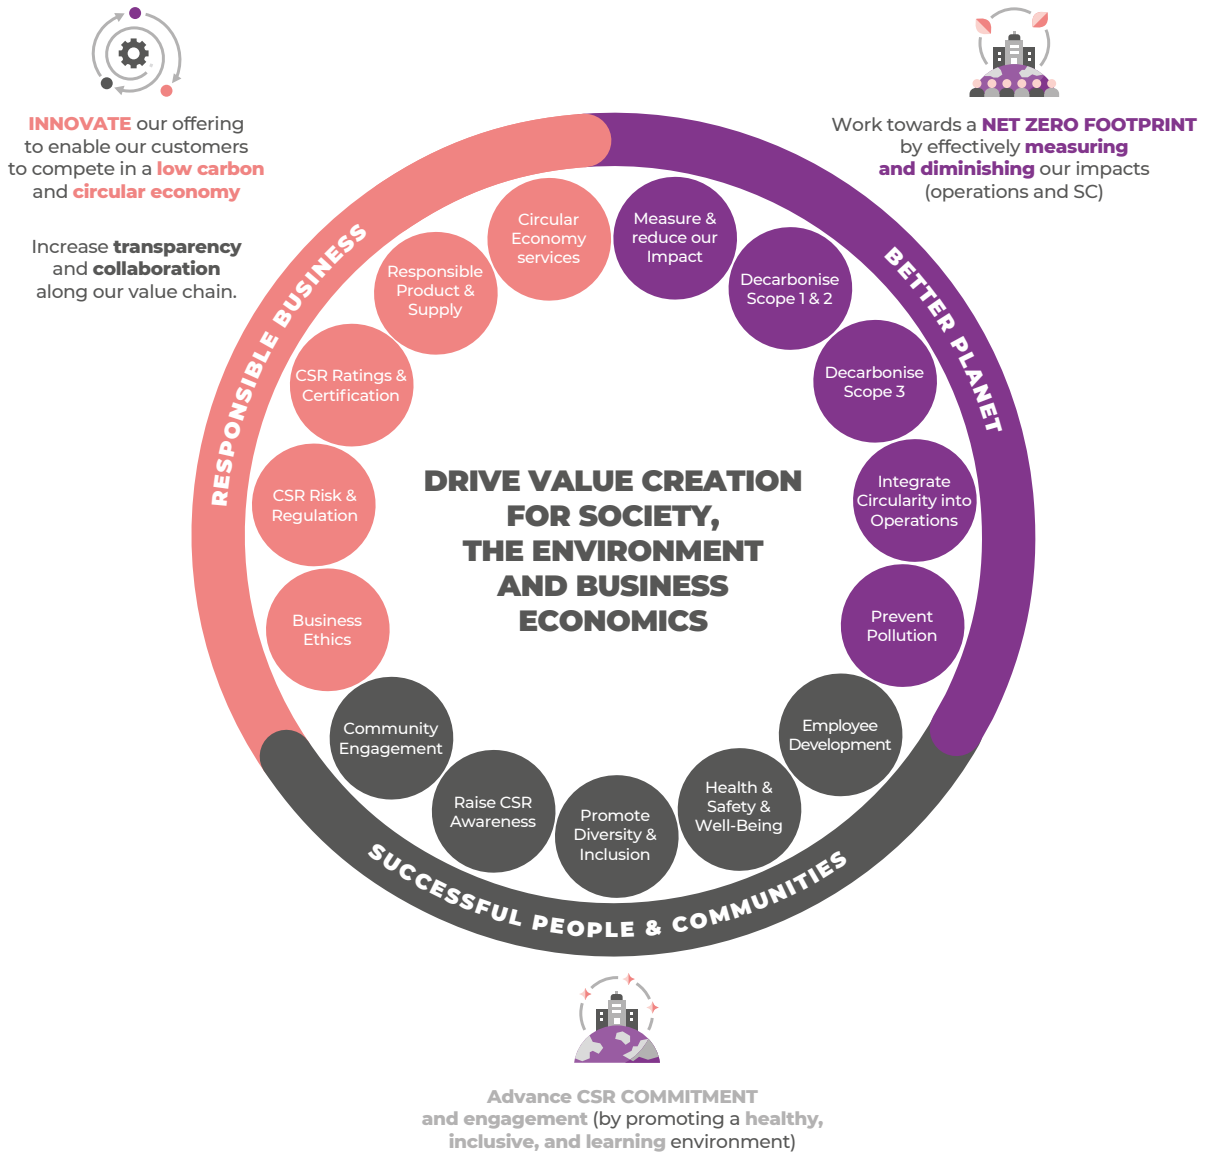 INNOVATE our offering
to enable our customers
to compete in a low carbon
and circular economy
Increase transparency
and collaboration
along our value chain.
Work towards a NET ZERO FOOTPRINT
by effectively measuring
and diminishing our impacts
(operations and SC)
RESPONSIBLE BUSINESS
BETTER PLANET
Circular
Economy
services
Responsible
Product &
Supply
CSR Ratings &
Certification
CSR Risk &
Regulation
Business
Ethics
Measure &
reduce our
Impact
Decarbonise
Scope 1 & 2
Decarbonise
Scope 3
Integrate
Circularity into
Operations
Prevent
Pollution
DRIVE VALUE CREATION
FOR SOCIETY,
THE ENVIRONMENT
AND BUSINESS
ECONOMICS
Community
Engagement
Raise CSR
Awareness
Promote
Diversity &
Inclusion
Health &
Safety &
Well-Being
Employee
Development
SUCCESSFUL PEOPLE & COMMUNITIES
Advance CSR COMMITMENT
and engagement (by promoting a healthy,
inclusive, and learning environment)